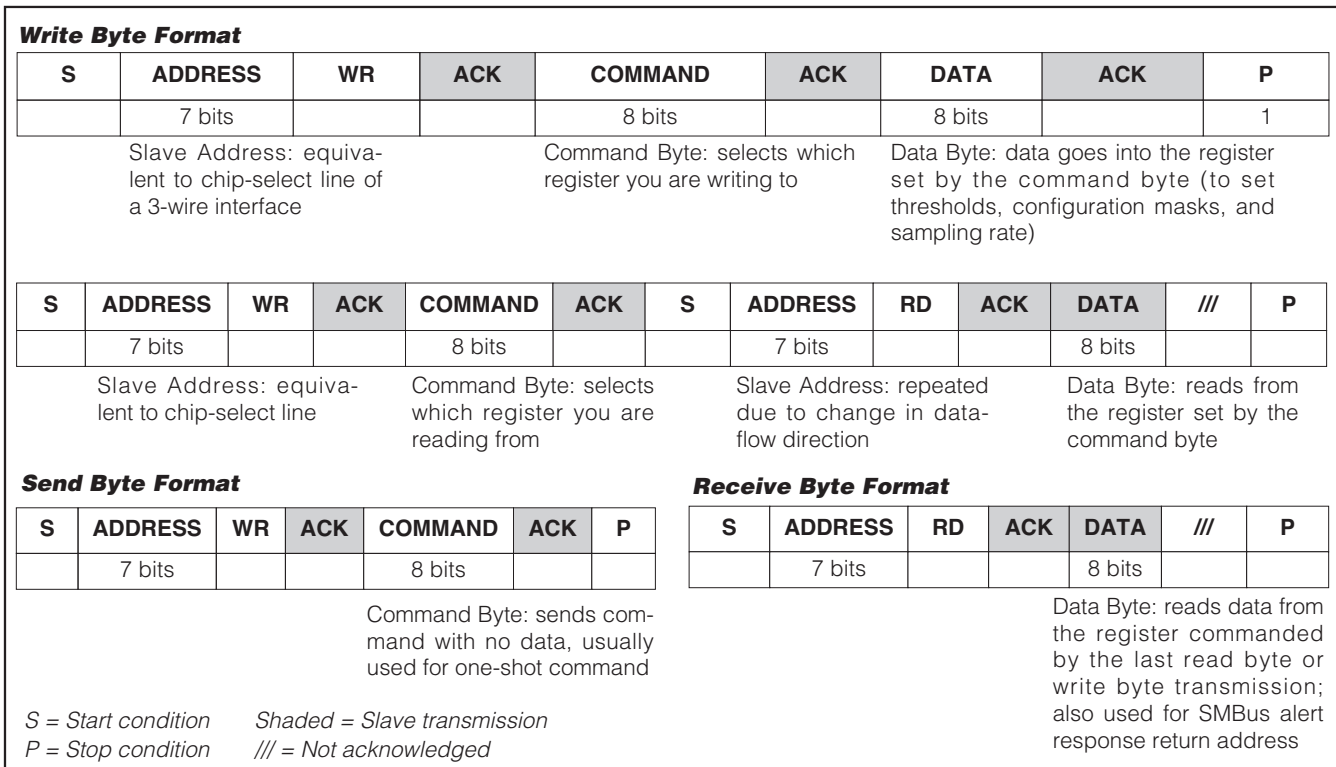 Write Byte Format
S ADDRESS WR ACK COMMAND ACK DATA ACK P
7 bits 8 bits 8 bits 1
Slave Address: equiva-
lent to chip-select line of
a 3-wire interface
Command Byte: selects which
register you are writing to
Data Byte: data goes into the register
set by the command byte (to set
thresholds, configuration masks, and
sampling rate)
S ADDRESS WR ACK COMMAND ACK S ADDRESS RD ACK DATA /// P
7 bits 8 bits 7 bits 8 bits
Slave Address: equiva-
lent to chip-select line
Command Byte: selects
which register you are
reading from
Slave Address: repeated
due to change in data-
flow direction
Data Byte: reads from
the register set by the
command byte
Send Byte Format
S ADDRESS WR ACK COMMAND ACK P
7 bits 8 bits
Command Byte: sends com-
mand with no data, usually
used for one-shot command
Receive Byte Format
S ADDRESS RD ACK DATA /// P
7 bits 8 bits
Data Byte: reads data from
the register commanded
by the last read byte or
write byte transmission;
also used for SMBus alert
response return address
S = Start condition Shaded = Slave transmission
P = Stop condition /// = Not acknowledged